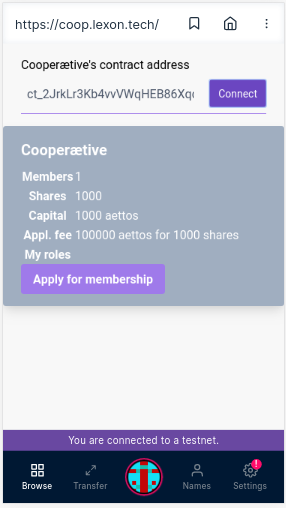 https://coop.lexon.tech/
Cooperætive's contract address
ct_2JrkLr3Kb4vvVWqHEB86Xq
Connect
Cooperætive
Members 1
Shares 1000
Capital 1000 aettos
Appl. fee 100000 aettos for 1000 shares
My roles
Apply for membership
You are connected to a testnet.
Browse Transfer Names Settings